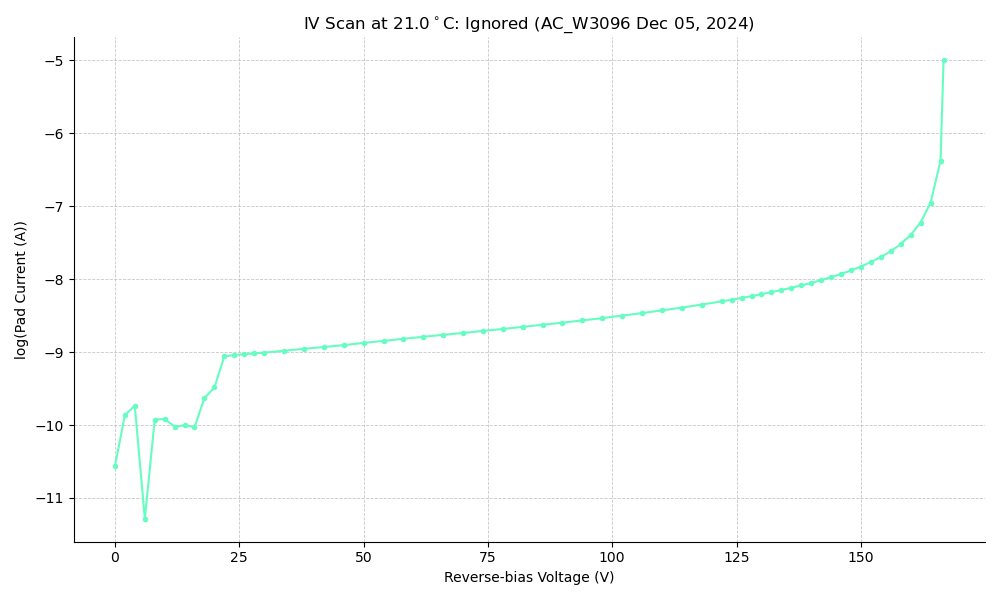 IV Scan at 21.0°C: Ignored (AC_W3096 Dec 05, 2024)
log(Pad Current (A))
−5
−6
−7
−8
−9
−10
−11
0 25 50 75 100 125 150
Reverse-bias Voltage (V)